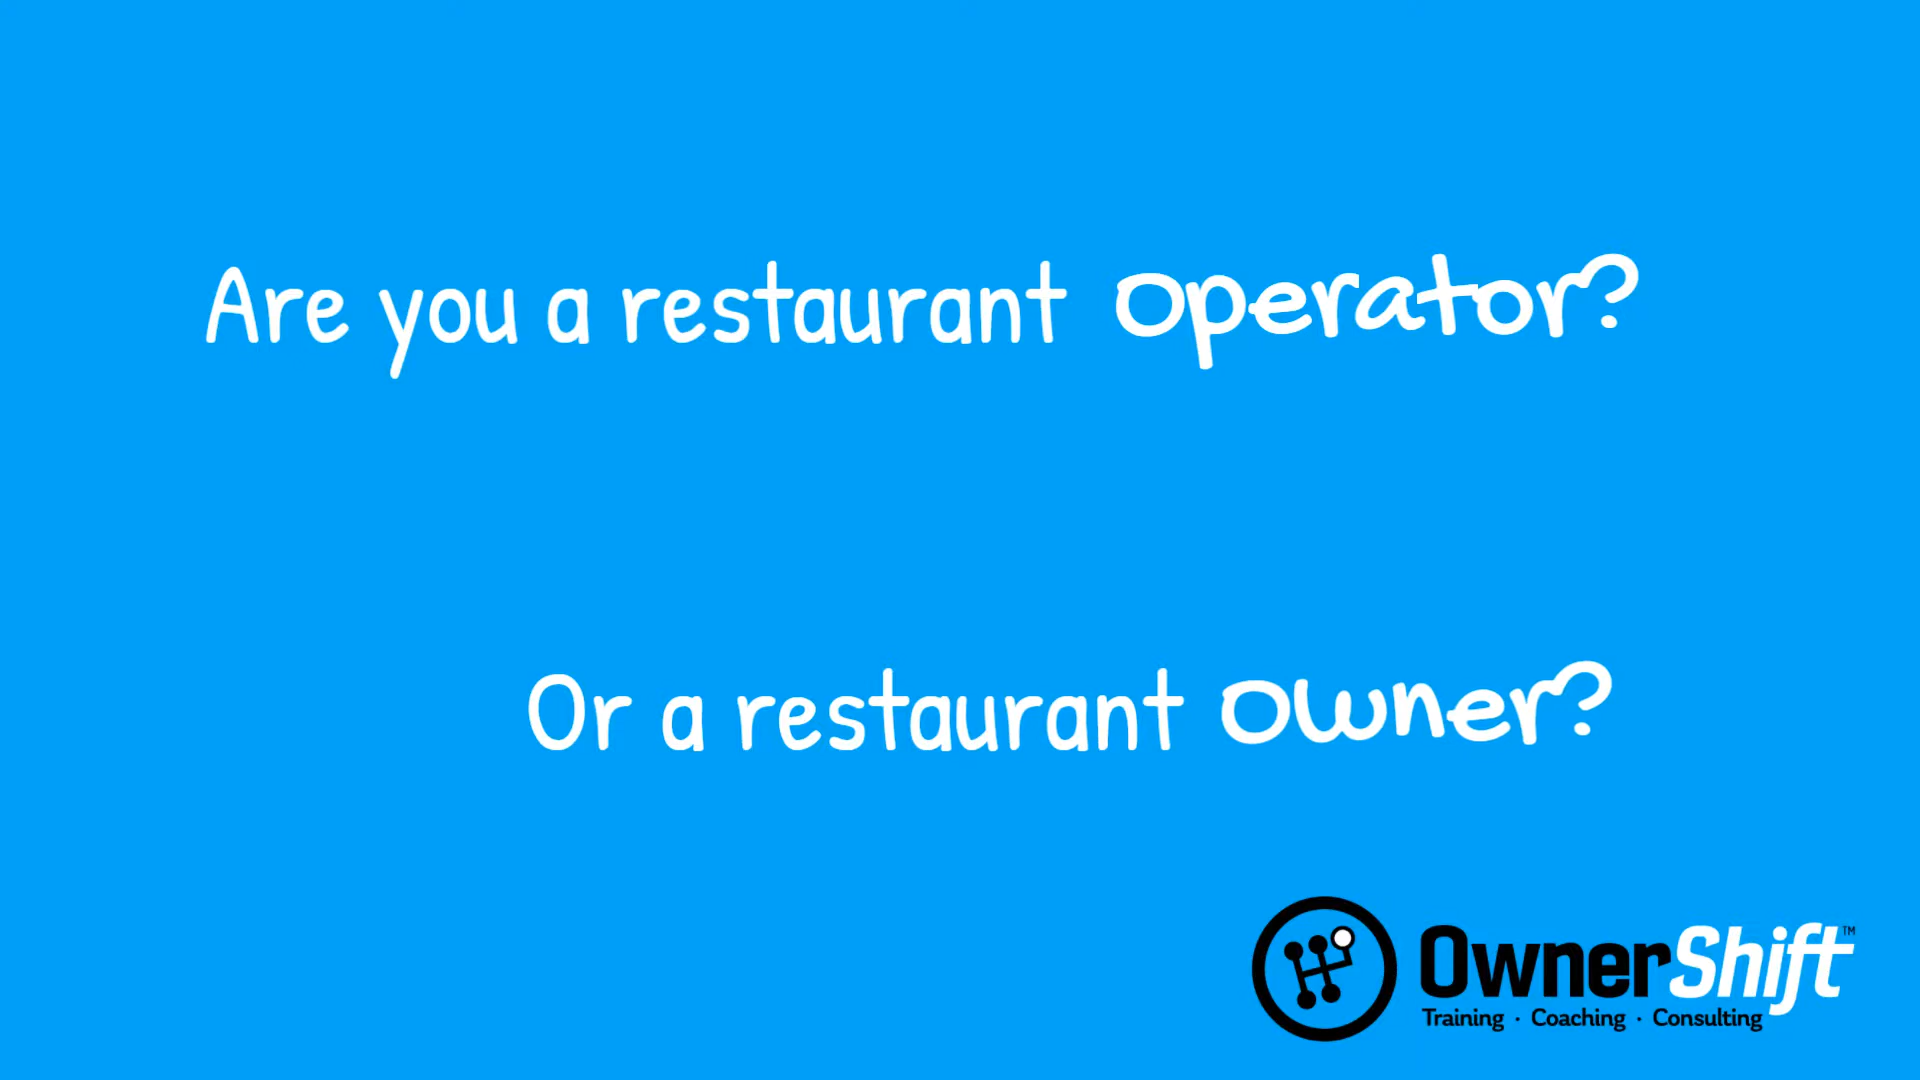 Are you a restaurant operator?
Or a restaurant owner?
OwnerShift™
Training · Coaching · Consulting